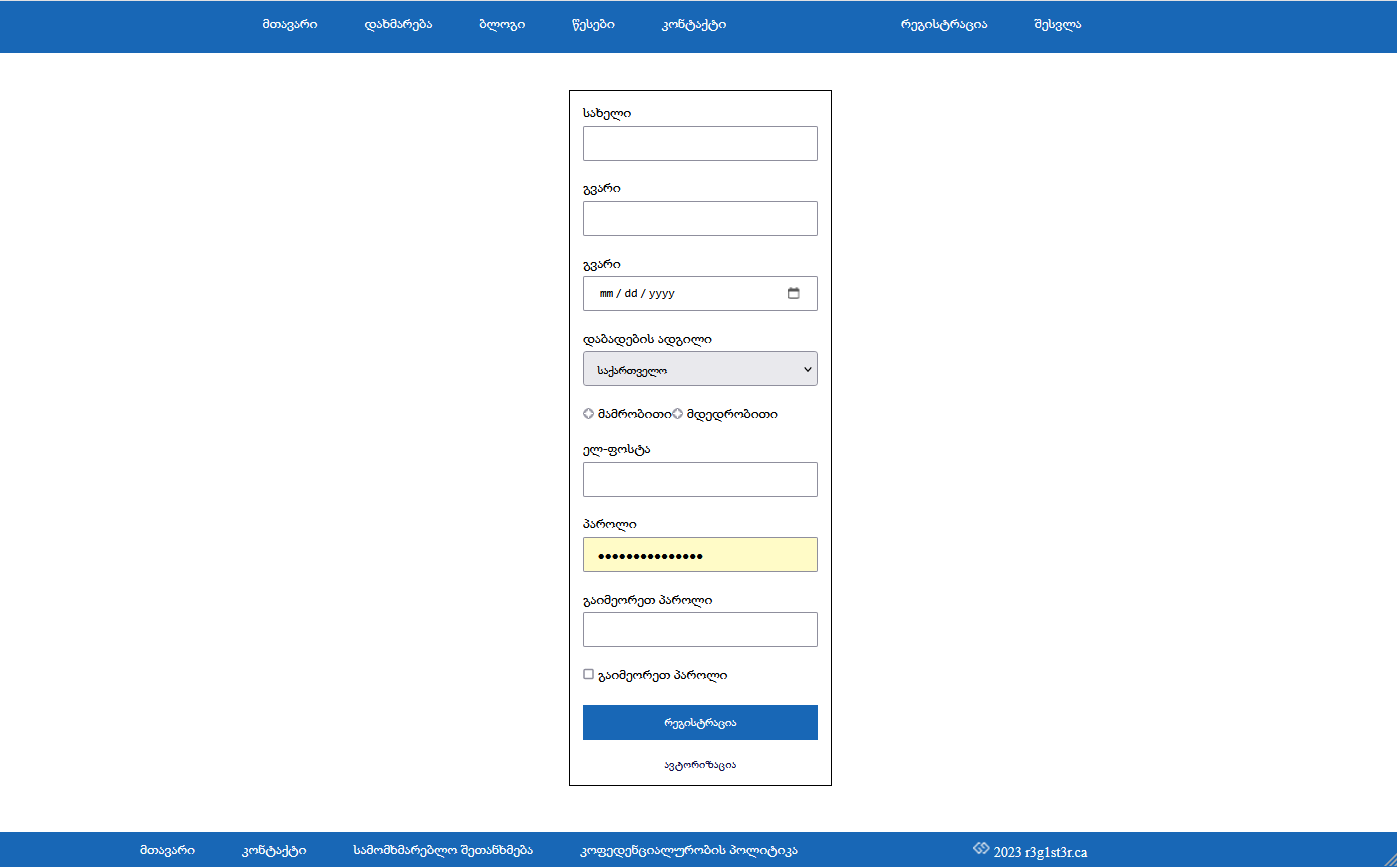 მთავარი დახმარება ბლოგი წესები კონტაქტი რეგისტრაცია შესვლა
სახელი
გვარი
გვარი
mm / dd / yyyy
დაბადების ადგილი
საქართველო
მამრობითი მდედრობითი
ელ-ფოსტა
პაროლი
გაიმეორეთ პაროლი
გაიმეორეთ პაროლი
რეგისტრაცია
ავტორიზაცია
მთავარი კონტაქტი სამომხმარებლო შეთანხმება კოფედენციალურობის პოლიტიკა 2023 r3g1st3r.ca